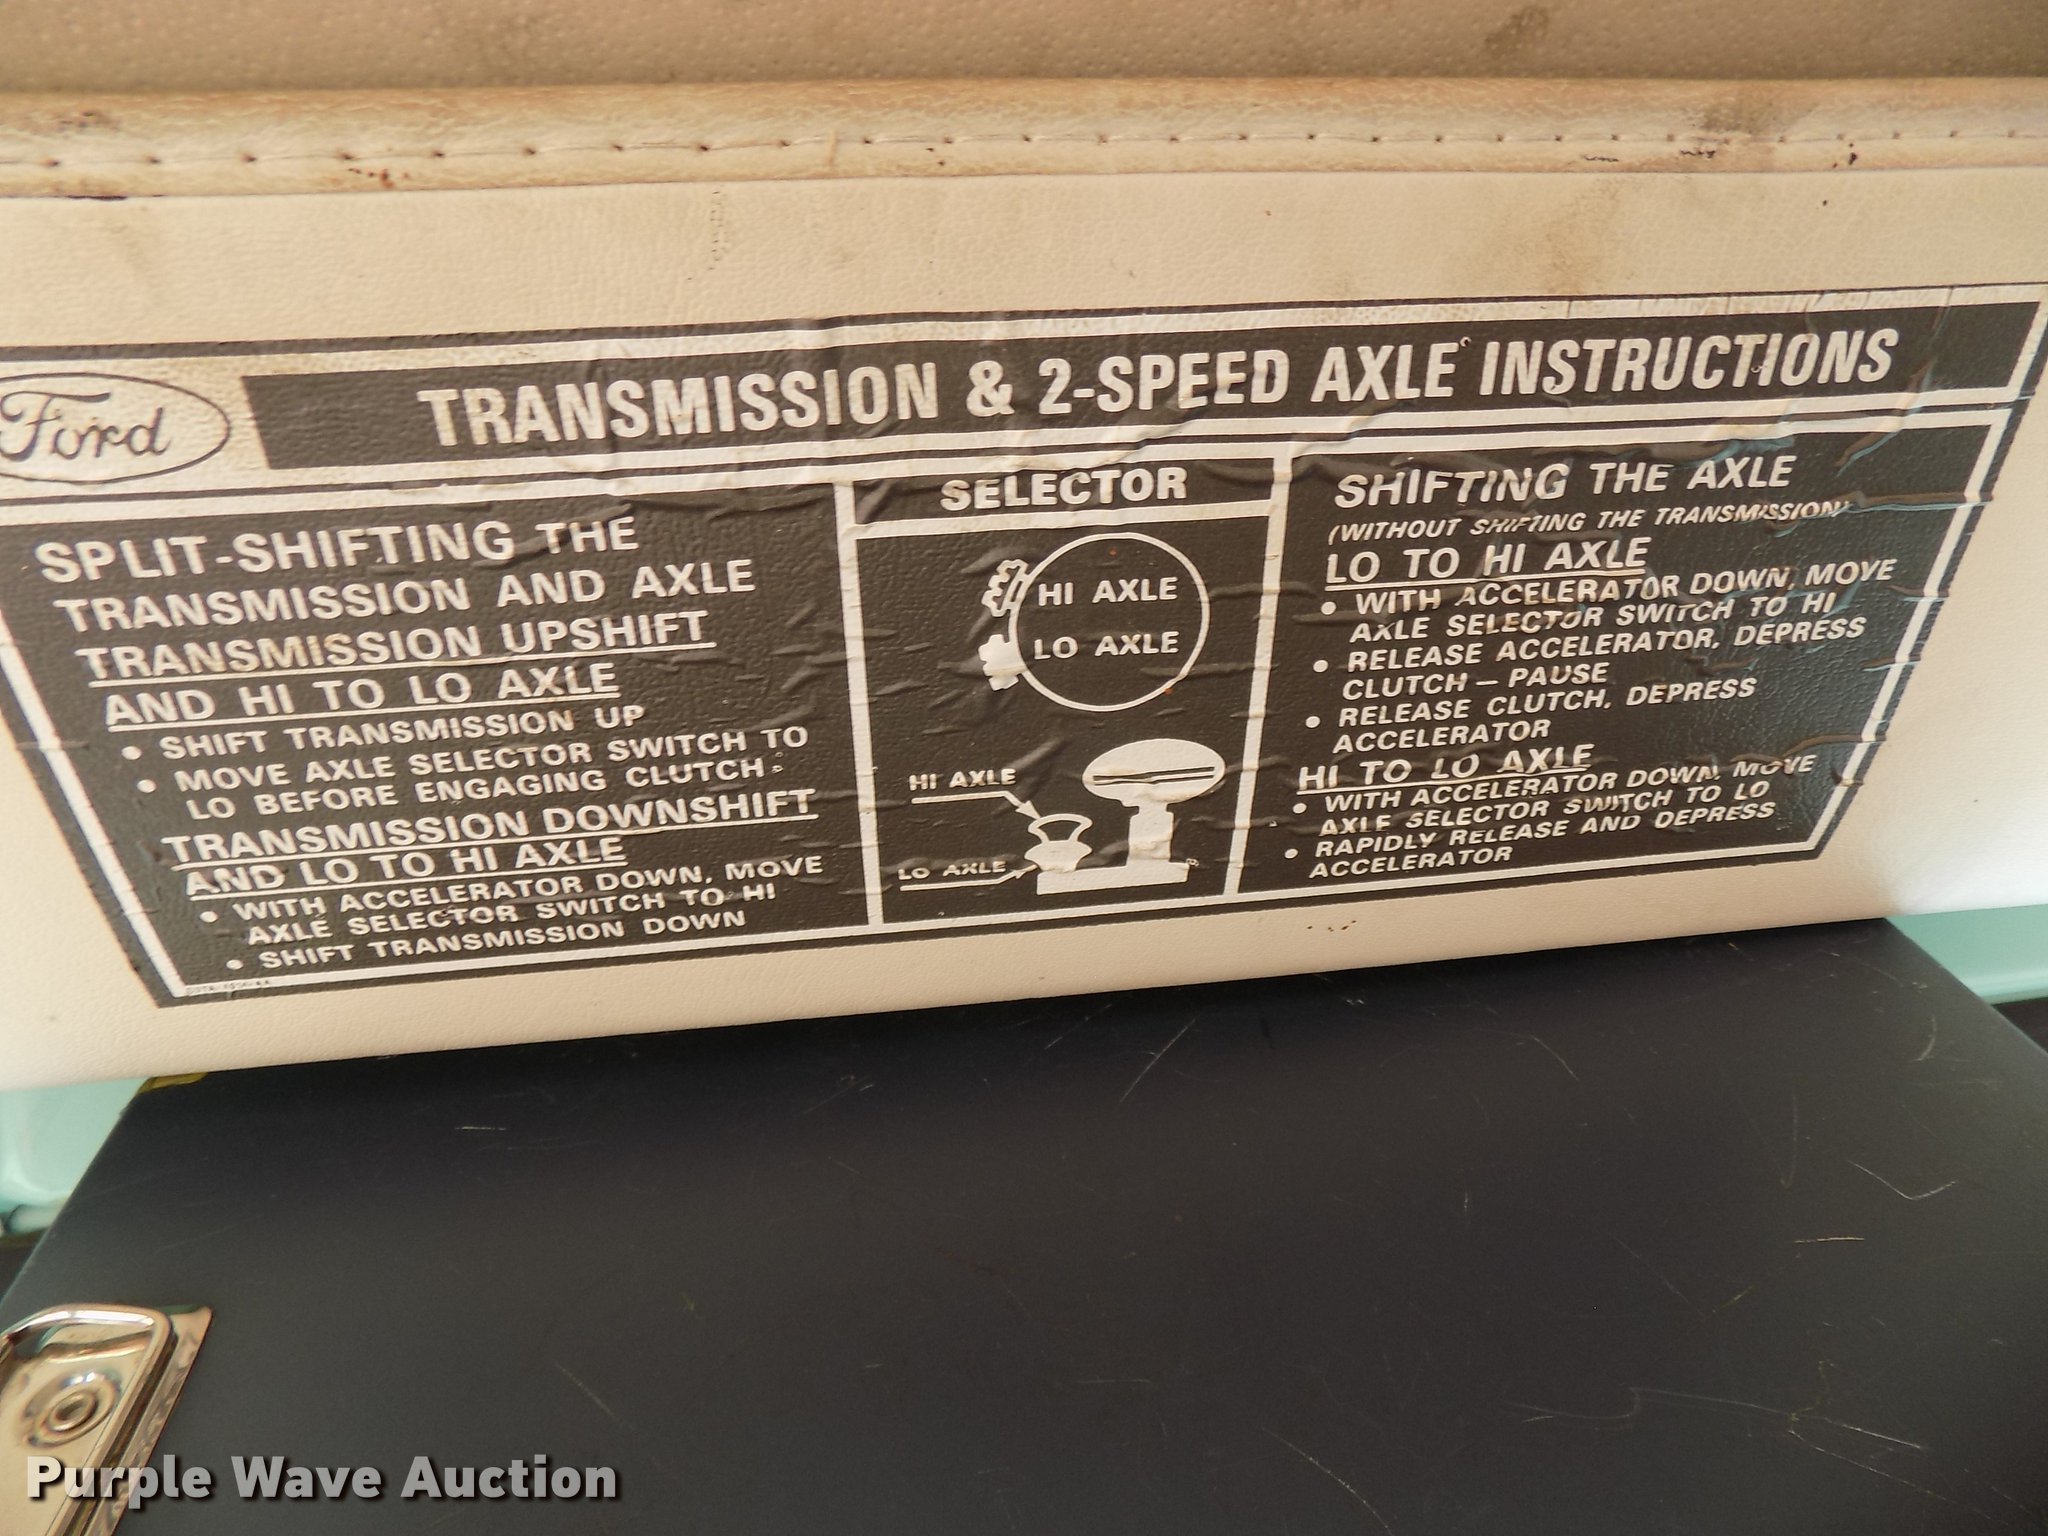 Ford
TRANSMISSION & 2-SPEED AXLE INSTRUCTIONS
SPLIT-SHIFTING THE
TRANSMISSION AND AXLE
TRANSMISSION UPSHIFT
AND HI TO LO AXLE
• SHIFT TRANSMISSION UP
• MOVE AXLE SELECTOR SWITCH TO
LO BEFORE ENGAGING CLUTCH
TRANSMISSION DOWNSHIFT
AND LO TO HI AXLE
• WITH ACCELERATOR DOWN, MOVE
AXLE SELECTOR SWITCH TO HI
• SHIFT TRANSMISSION DOWN
SELECTOR
HI AXLE
LO AXLE
HI AXLE
LO AXLE
SHIFTING THE AXLE
(WITHOUT SHIFTING THE TRANSMISSION)
LO TO HI AXLE
• WITH ACCELERATOR DOWN, MOVE
AXLE SELECTOR SWITCH TO HI
• RELEASE ACCELERATOR, DEPRESS
CLUTCH — PAUSE
• RELEASE CLUTCH, DEPRESS
ACCELERATOR
HI TO LO AXLE
• WITH ACCELERATOR DOWN, MOVE
AXLE SELECTOR SWITCH TO LO
• RAPIDLY RELEASE AND DEPRESS
ACCELERATOR
Purple Wave Auction